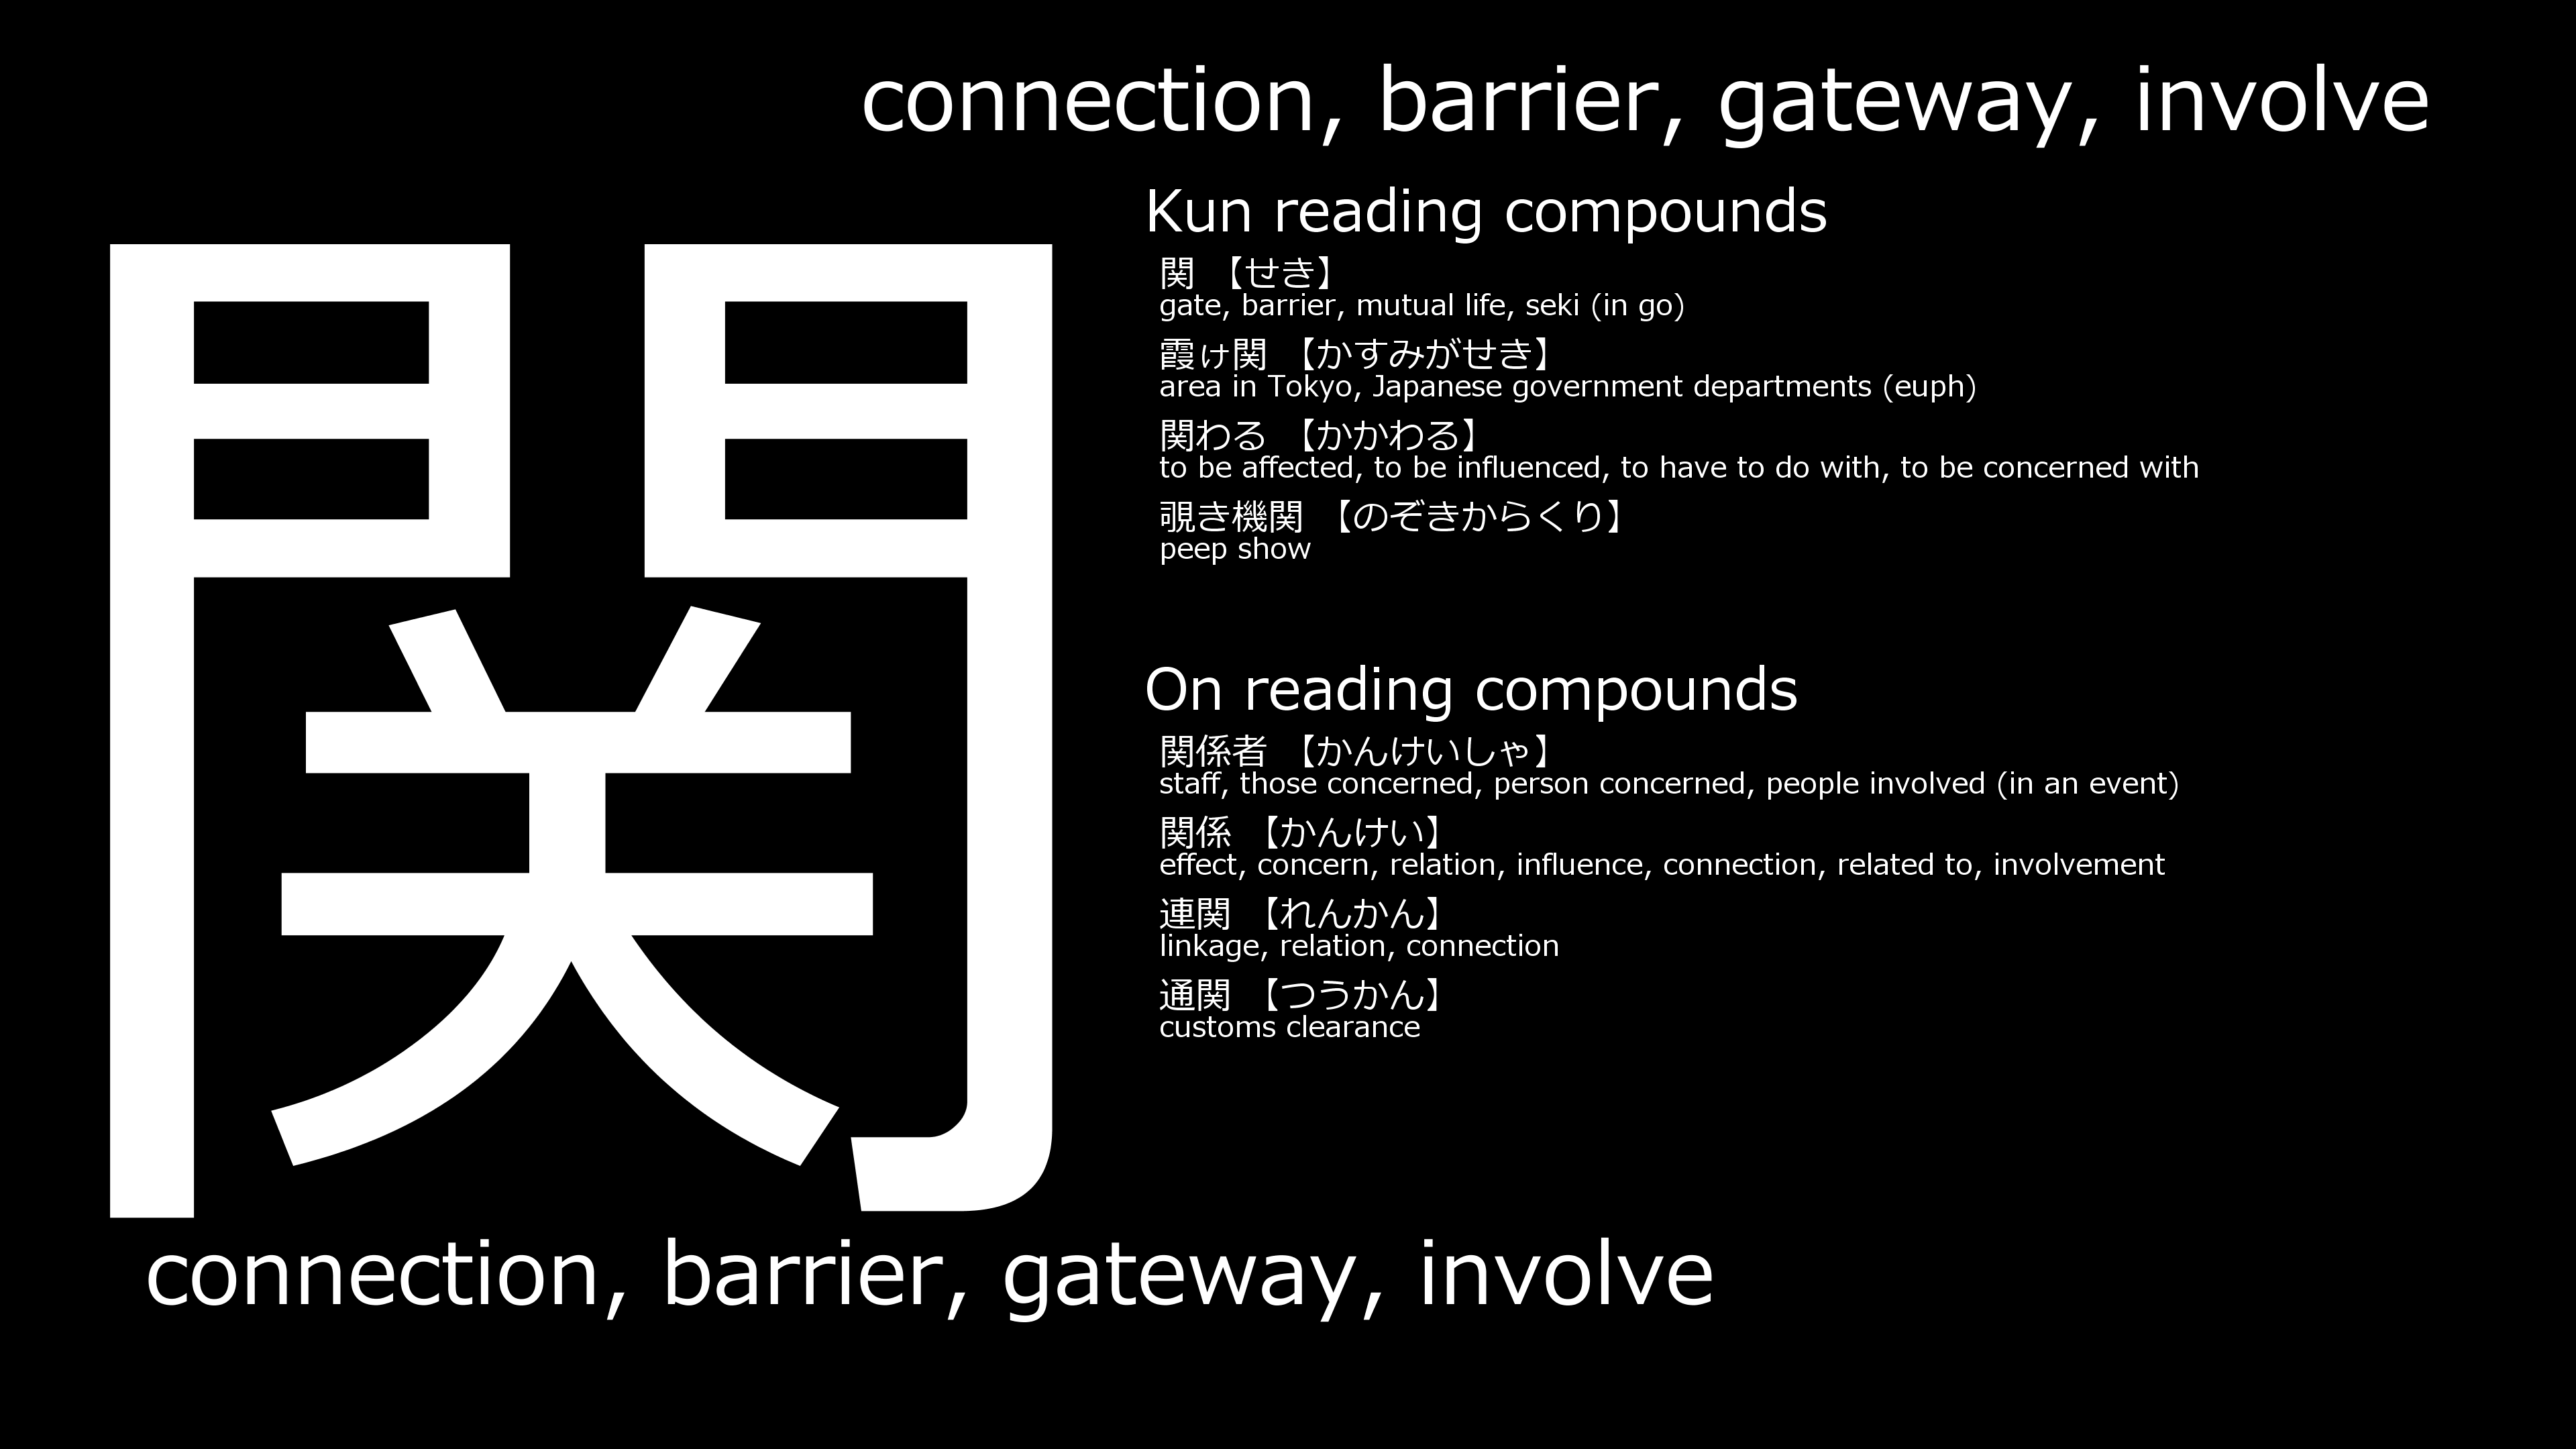 connection, barrier, gateway, involve
関
Kun reading compounds
関 【せき】
gate, barrier, mutual life, seki (in go)
霞ヶ関 【かすみがせき】
area in Tokyo, Japanese government departments (euph)
関わる 【かかわる】
to be affected, to be influenced, to have to do with, to be concerned with
覗き機関 【のぞきからくり】
peep show
On reading compounds
関係者 【かんけいしゃ】
staff, those concerned, person concerned, people involved (in an event)
関係 【かんけい】
effect, concern, relation, influence, connection, related to, involvement
連関 【れんかん】
linkage, relation, connection
通関 【つうかん】
customs clearance
connection, barrier, gateway, involve